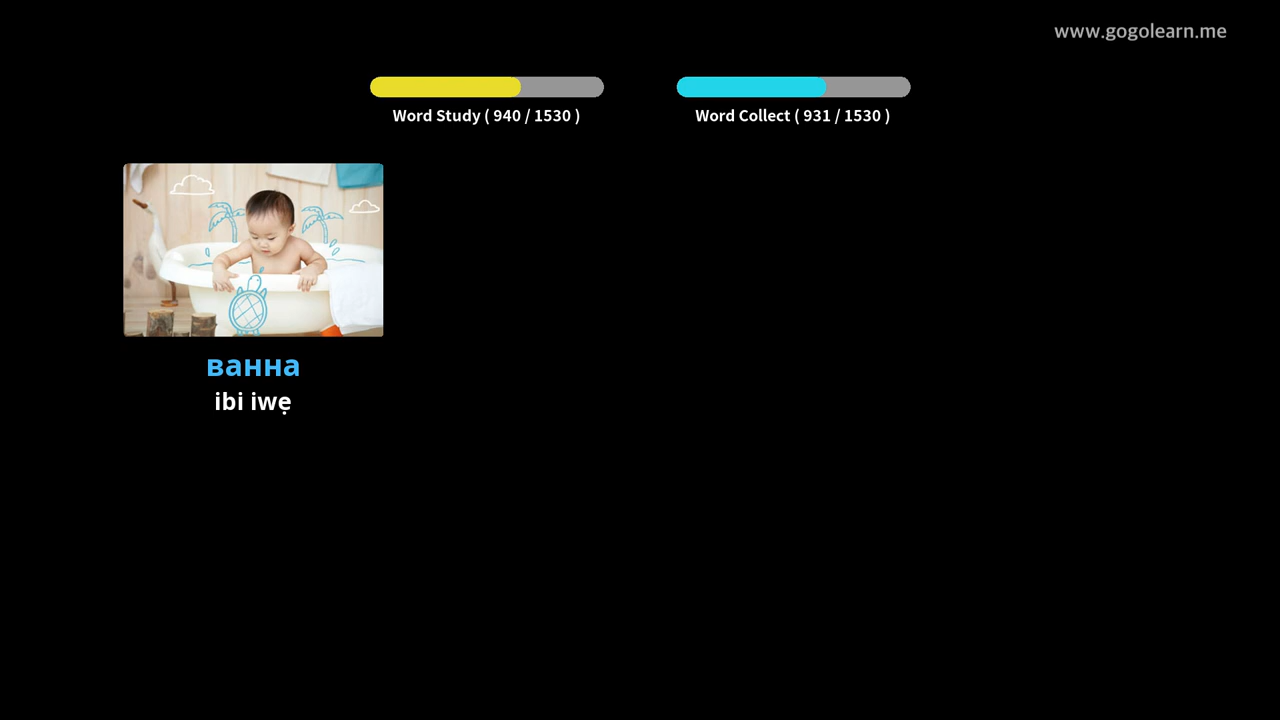 www.gogolearn.me
Word Study ( 940 / 1530 )
Word Collect ( 931 / 1530 )
ванна
ibi iwẹ